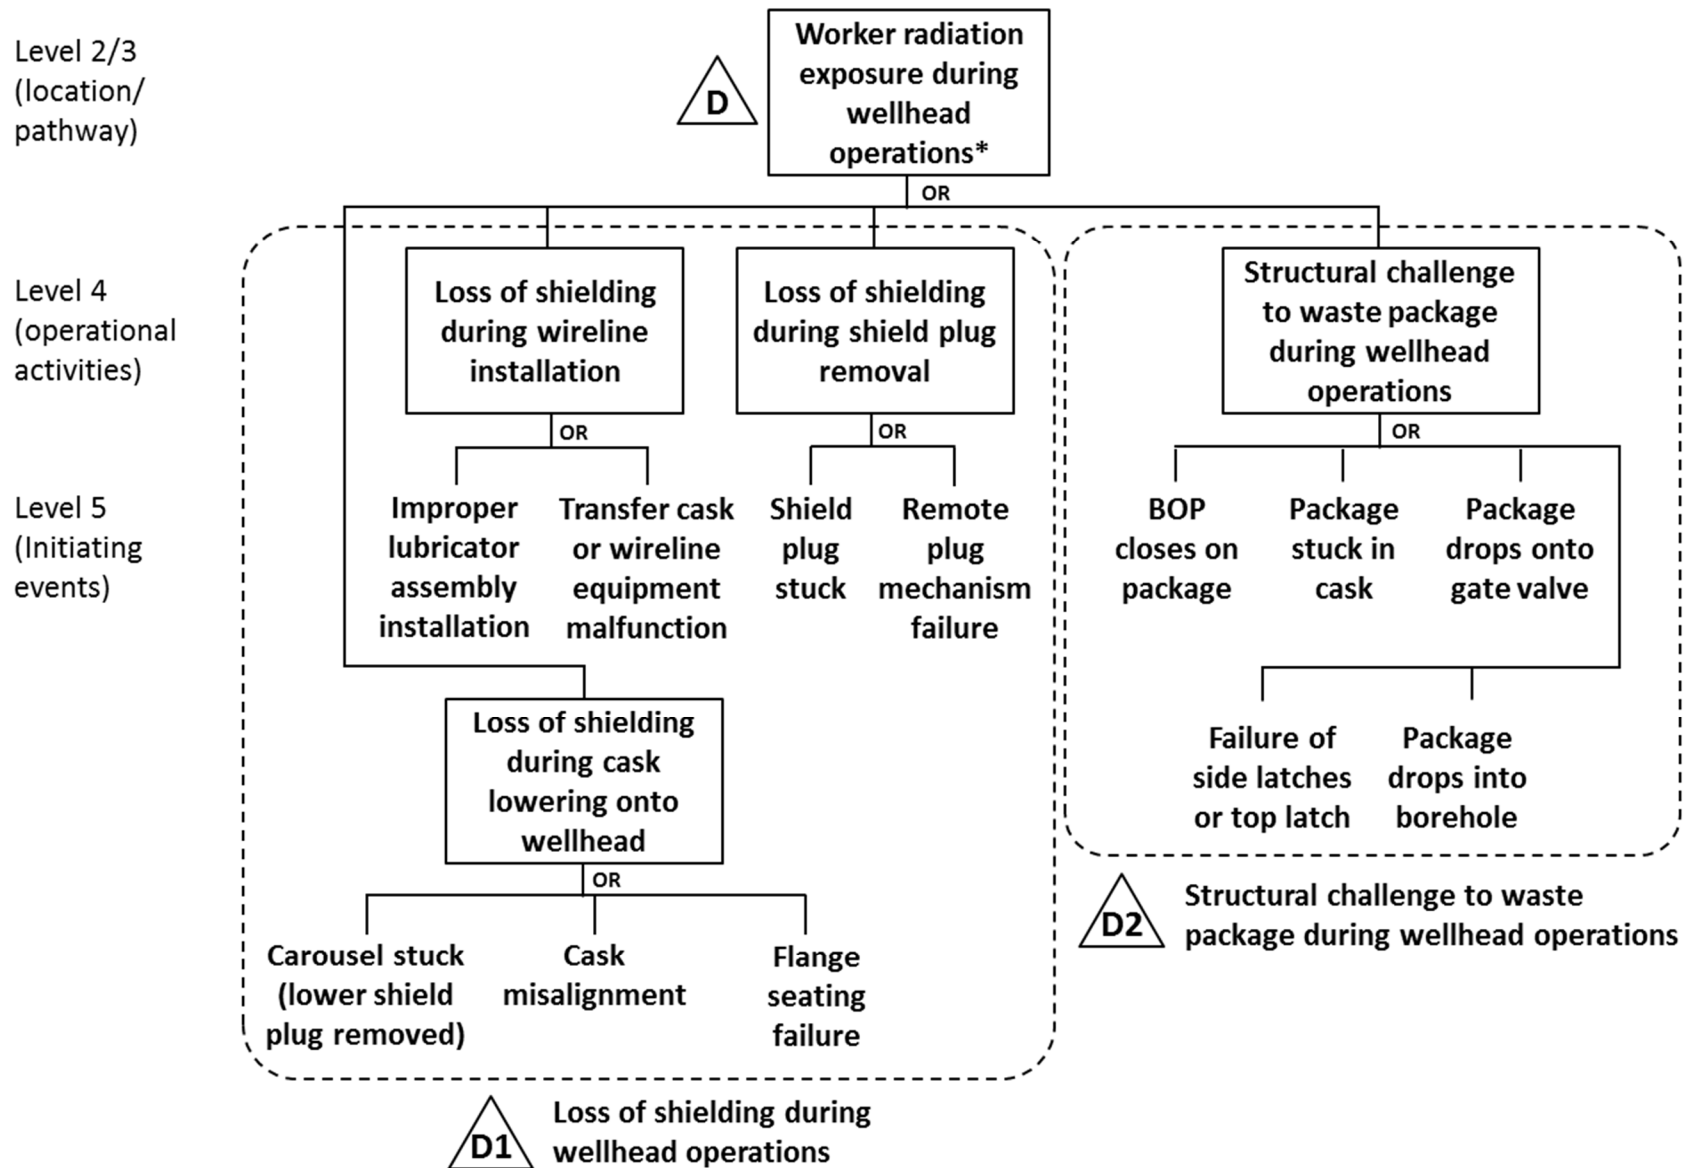 Level 2/3
(location/
pathway)
D
Worker radiation
exposure during
wellhead
operations*
OR
Level 4
(operational
activities)
Loss of shielding
during wireline
installation
Loss of shielding
during shield plug
removal
Structural challenge
to waste package
during wellhead
operations
OR
OR
OR
Level 5
(Initiating
events)
Improper
lubricator
assembly
installation
Transfer cask
or wireline
equipment
malfunction
Shield
plug
stuck
Remote
plug
mechanism
failure
BOP
closes on
package
Package
stuck in
cask
Package
drops onto
gate valve
Failure of
side latches
or top latch
Package
drops into
borehole
Loss of shielding
during cask
lowering onto
wellhead
OR
Carousel stuck
(lower shield
plug removed)
Cask
misalignment
Flange
seating
failure
D2
Structural challenge to waste
package during wellhead operations
D1
Loss of shielding during
wellhead operations